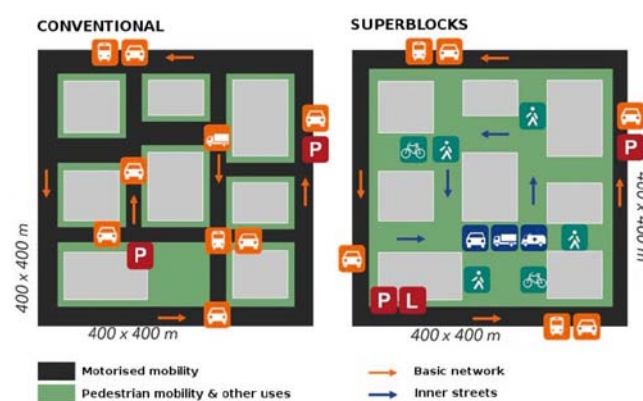 CONVENTIONAL
SUPERBLOCKS
P
P
P
P L
400 x 400 m
400 x 400 m
400 x 400 m
400 x 400 m
Motorised mobility
Basic network
Pedestrian mobility & other uses
Inner streets